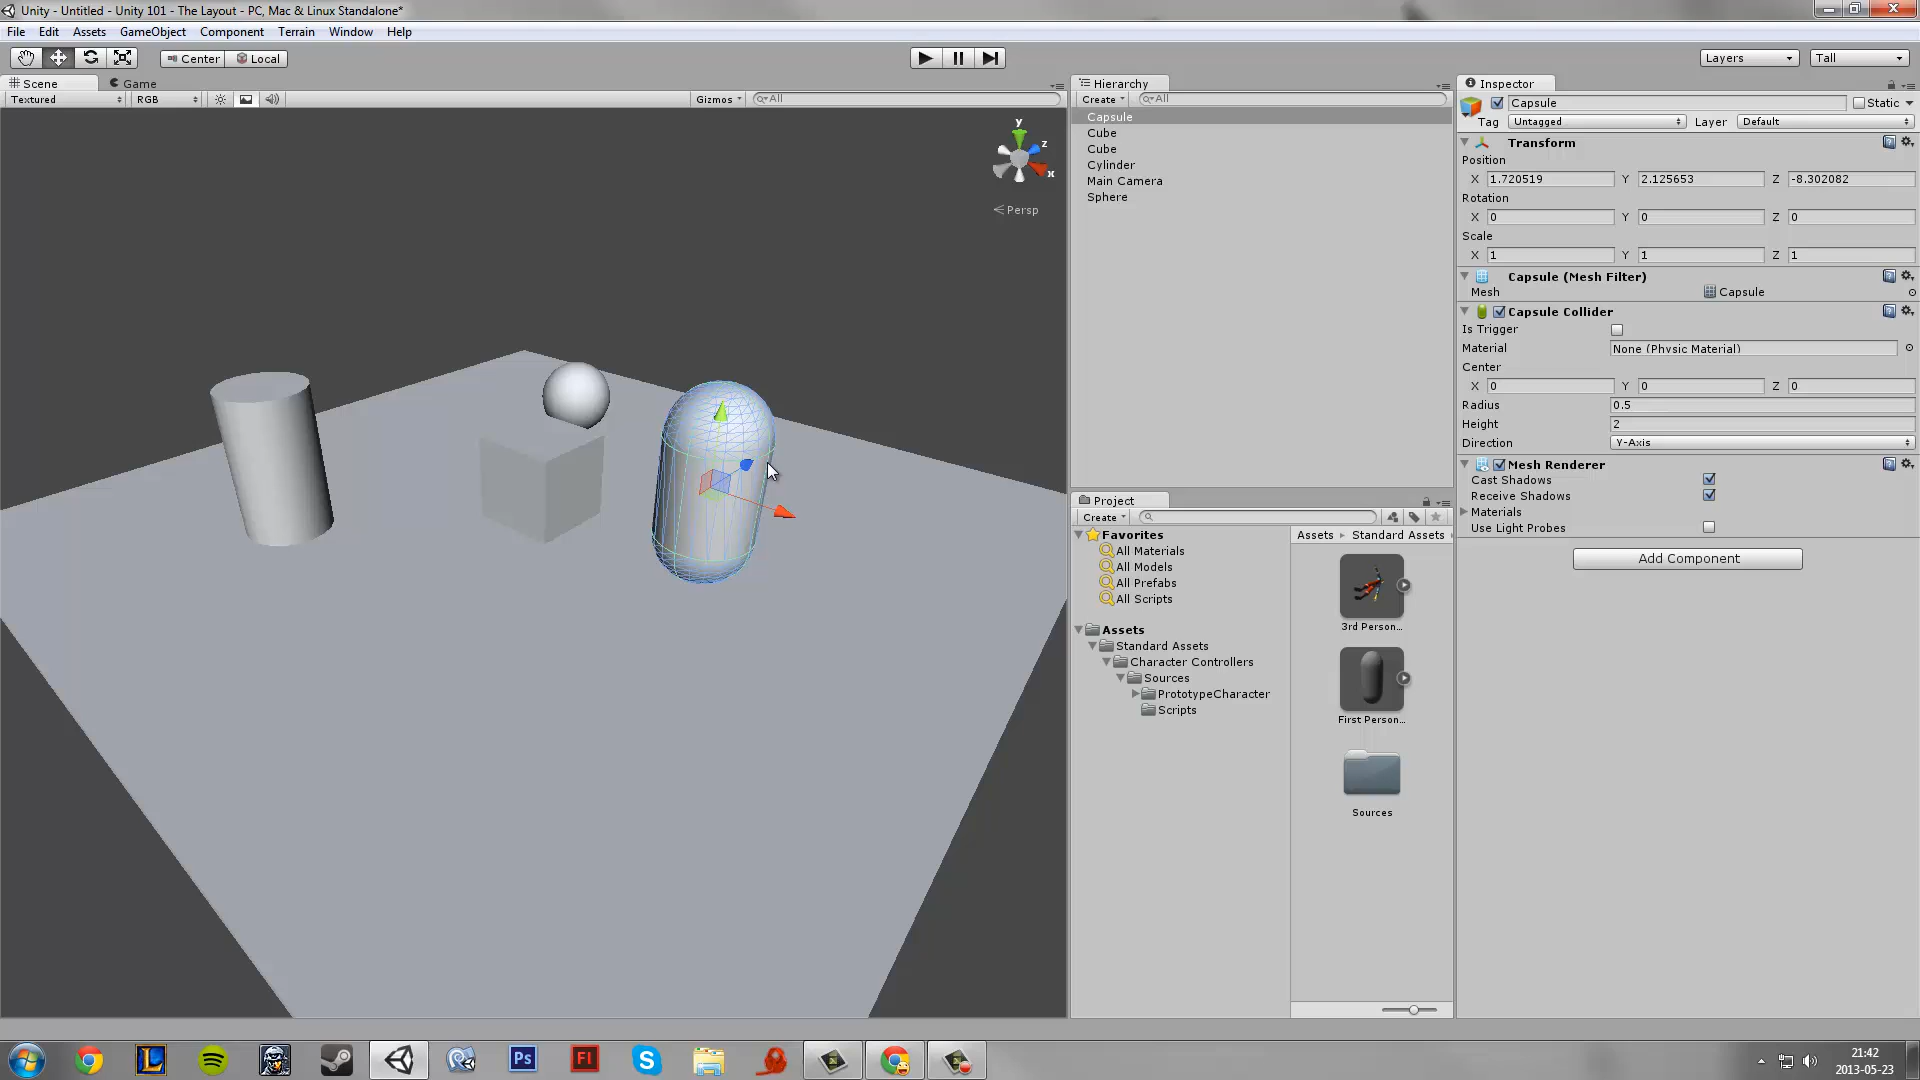 Unity - Untitled - Unity 101 - The Layout - PC, Mac & Linux Standalone*
File Edit Assets GameObject Component Terrain Window Help
Center Local Layers Tall
Scene Game
Textured RGB Gizmos All
y
z
x
Persp
Hierarchy
Create All
Capsule
Cube
Cube
Cylinder
Main Camera
Sphere
Project
Create
Favorites
All Materials
All Models
All Prefabs
All Scripts
Assets
Standard Assets
Character Controllers
Sources
PrototypeCharacter
Scripts
Assets Standard Assets
3rd Person...
First Person...
Sources
Inspector
Capsule Static
Tag Untagged Layer Default
Transform
Position
X 1.720519 Y 2.125653 Z -8.302082
Rotation
X 0 Y 0 Z 0
Scale
X 1 Y 1 Z 1
Capsule (Mesh Filter)
Mesh Capsule
Capsule Collider
Is Trigger
Material None (Physic Material)
Center
X 0 Y 0 Z 0
Radius 0.5
Height 2
Direction Y-Axis
Mesh Renderer
Cast Shadows
Receive Shadows
Materials
Use Light Probes
Add Component
L Ps Fl S
21:42
2013-05-23